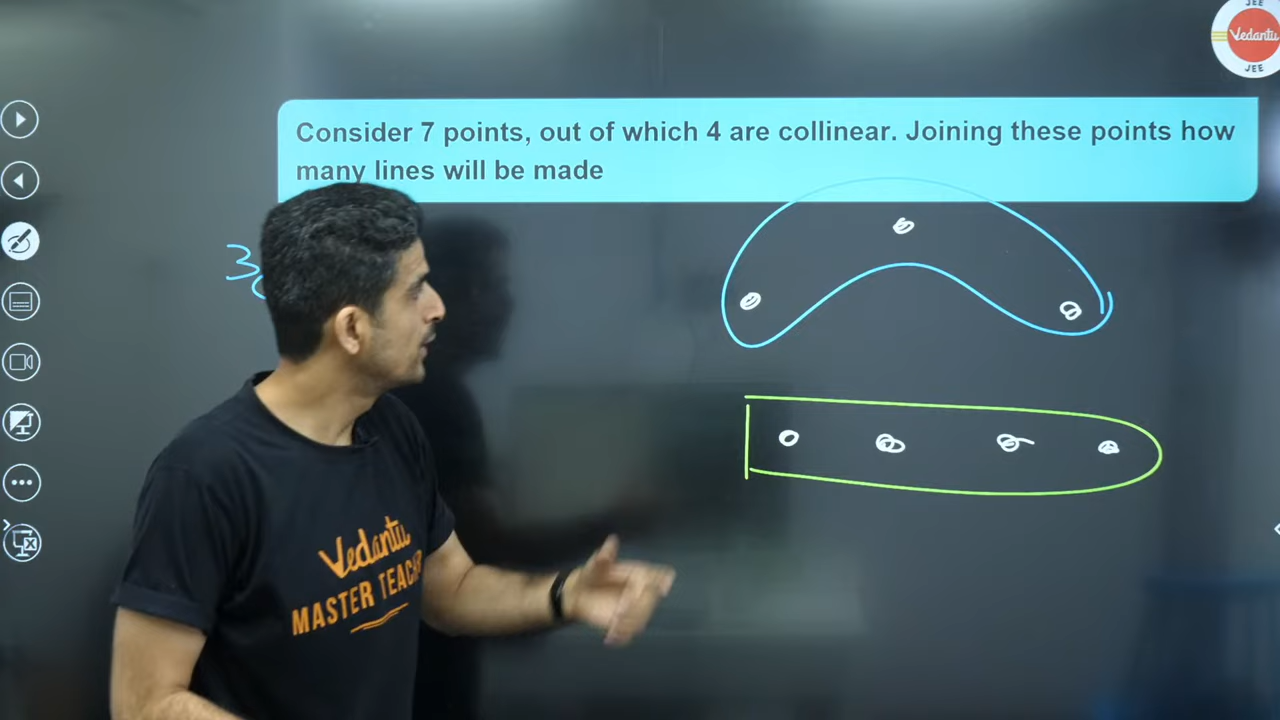 JEE
Vedantu
JEE
Consider 7 points, out of which 4 are collinear. Joining these points how
many lines will be made
3
Vedantu
MASTER